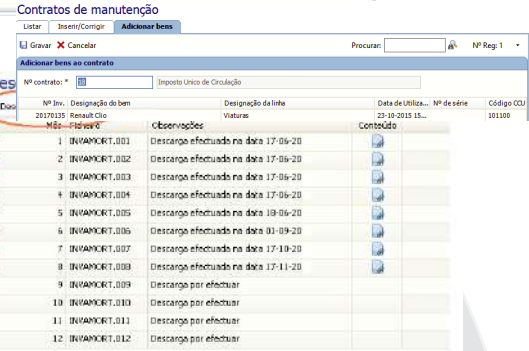 Contratos de manutenção
Listar Inserir/Corrigir Adicionar bens
Gravar Cancelar Procurar: Nº Reg: 1
Adicionar bens ao contrato
Nº contrato: * 10 Imposto Unico de Circulação
Nº Inv. Designação do bem Designação da linha Data de Utiliza... Nº de série Código CCU
20170135 Renault Clio Viaturas 23-10-2015 15... 101100
Mês Ficheiro Observações Conteúdo
1 INVAMORT.001 Descarga efectuada na data 17-06-20
2 INVAMORT.002 Descarga efectuada na data 17-06-20
3 INVAMORT.003 Descarga efectuada na data 17-06-20
4 INVAMORT.004 Descarga efectuada na data 17-06-20
5 INVAMORT.005 Descarga efectuada na data 18-06-20
6 INVAMORT.006 Descarga efectuada na data 01-09-20
7 INVAMORT.007 Descarga efectuada na data 17-10-20
8 INVAMORT.008 Descarga efectuada na data 17-11-20
9 INVAMORT.009 Descarga por efectuar
10 INVAMORT.010 Descarga por efectuar
11 INVAMORT.011 Descarga por efectuar
12 INVAMORT.012 Descarga por efectuar